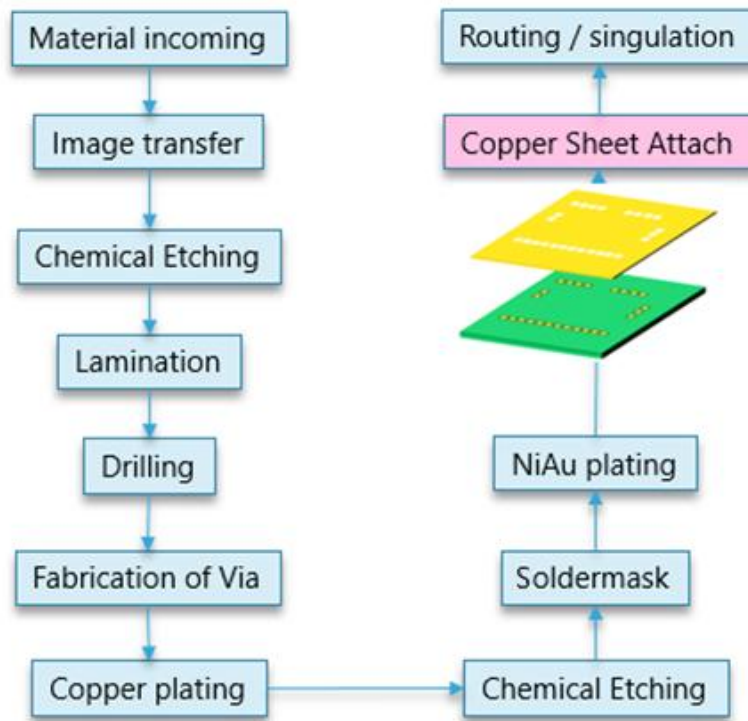 Material incoming
Image transfer
Chemical Etching
Lamination
Drilling
Fabrication of Via
Copper plating
Chemical Etching
Soldermask
NiAu plating
Copper Sheet Attach
Routing / singulation